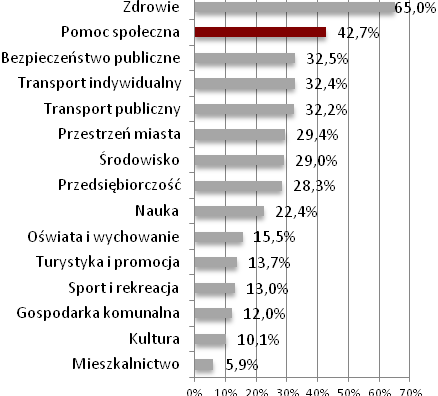 Zdrowie 65,0%
Pomoc społeczna 42,7%
Bezpieczeństwo publiczne 32,5%
Transport indywidualny 32,4%
Transport publiczny 32,2%
Przestrzeń miasta 29,4%
Środowisko 29,0%
Przedsiębiorczość 28,3%
Nauka 22,4%
Oświata i wychowanie 15,5%
Turystyka i promocja 13,7%
Sport i rekreacja 13,0%
Gospodarka komunalna 12,0%
Kultura 10,1%
Mieszkalnictwo 5,9%
0% 10% 20% 30% 40% 50% 60% 70%